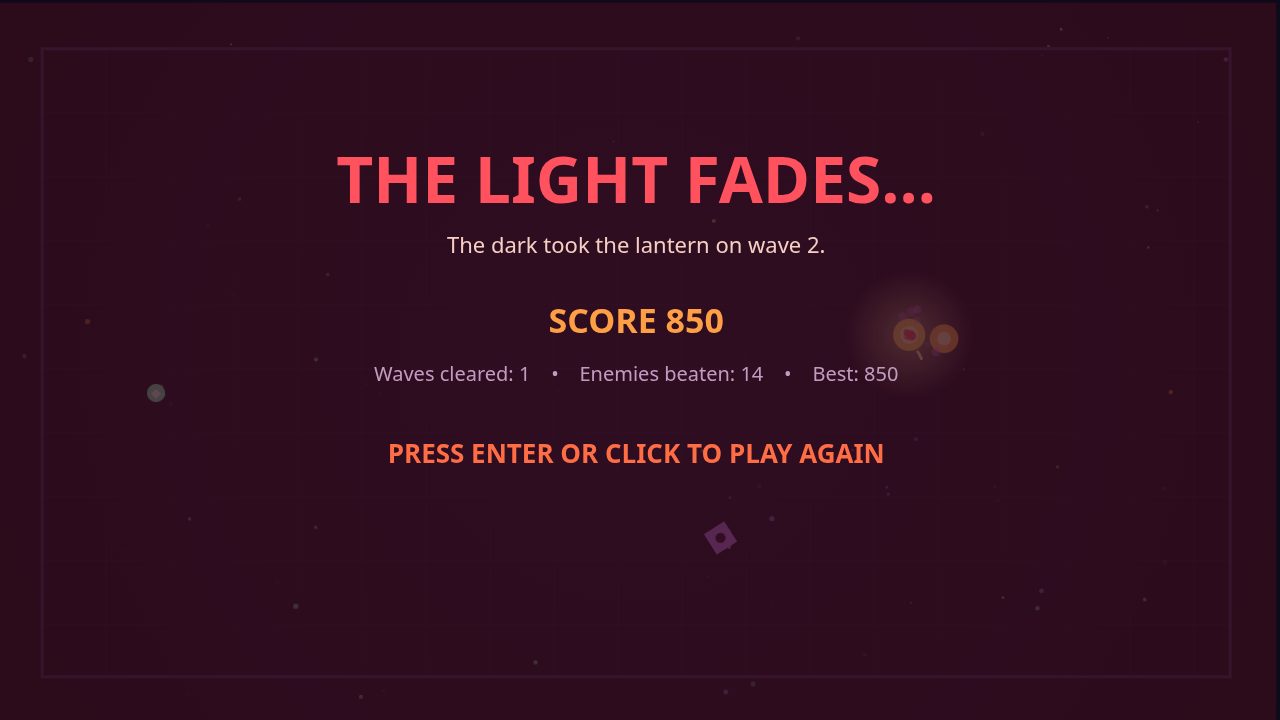 THE LIGHT FADES...
The dark took the lantern on wave 2.
SCORE 850
Waves cleared: 1 • Enemies beaten: 14 • Best: 850
PRESS ENTER OR CLICK TO PLAY AGAIN